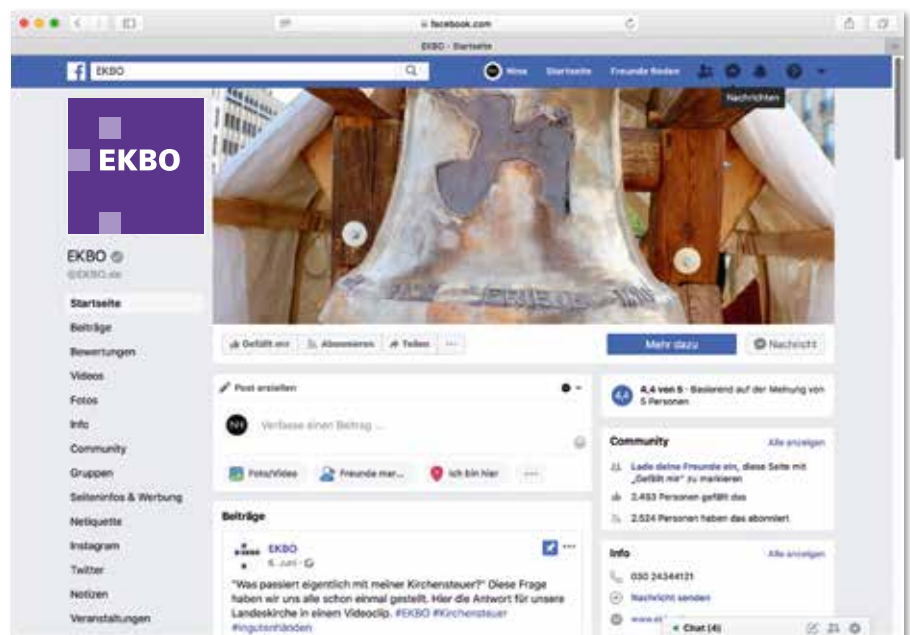 facebook.com
EKBO - Startseite
EKBO
Nina Startseite Freunde finden
Nachrichten
EKBO
EKBO
@EKBO.de
Startseite
Beiträge
Bewertungen
Videos
Fotos
Info
Community
Gruppen
Seiteninfos & Werbung
Netiquette
Instagram
Twitter
Notizen
Veranstaltungen
FRIEDE
Gefällt mir Abonnieren Teilen ...
Mehr dazu Nachricht
Post erstellen
NH Verfasse einen Beitrag ...
Foto/Video Freunde mar... Ich bin hier ...
Beiträge
EKBO
6. Juni
"Was passiert eigentlich mit meiner Kirchensteuer?" Diese Frage
haben wir uns alle schon einmal gestellt. Hier die Antwort für unsere
Landeskirche in einem Videoclip. #EKBO #Kirchensteuer
#ingutenhänden
4,4 4,4 von 5 · Basierend auf der Meinung von
5 Personen
Community Alle anzeigen
Lade deine Freunde ein, diese Seite mit
„Gefällt mir“ zu markieren
2.453 Personen gefällt das
2.524 Personen haben das abonniert
Info Alle anzeigen
030 24344121
Nachricht senden
Chat (4)